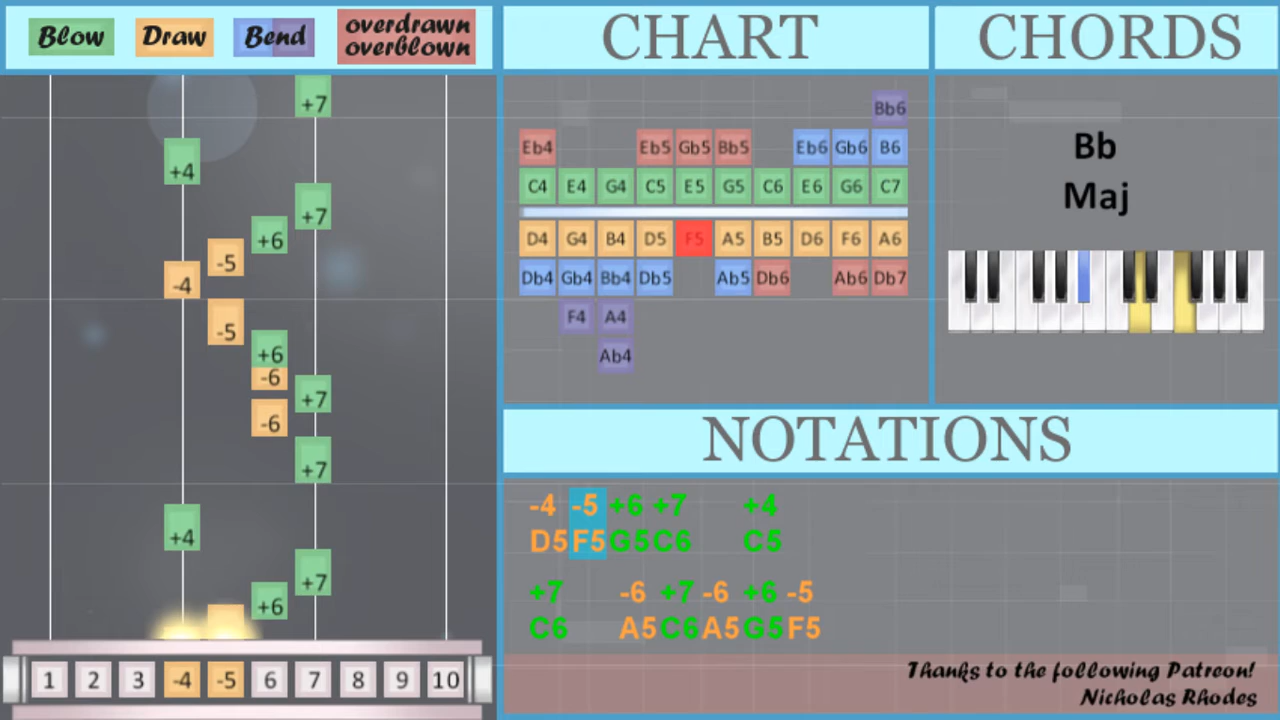 Blow Draw Bend overdrawn
overblown
CHART
CHORDS
+7
+4
+7
+6
-5
-4
-5
+6
-6
+7
-6
+7
+4
+7
+6
1 2 3 -4 -5 6 7 8 9 10
Bb6
Eb4 Eb5 Gb5 Bb5 Eb6 Gb6 B6
C4 E4 G4 C5 E5 G5 C6 E6 G6 C7
D4 G4 B4 D5 F5 A5 B5 D6 F6 A6
Db4 Gb4 Bb4 Db5 Ab5 Db6 Ab6 Db7
F4 A4
Ab4
Bb
Maj
NOTATIONS
-4 -5 +6 +7 +4
D5 F5 G5 C6 C5
+7 -6 +7 -6 +6 -5
C6 A5 C6 A5 G5 F5
Thanks to the following Patreon!
Nicholas Rhodes